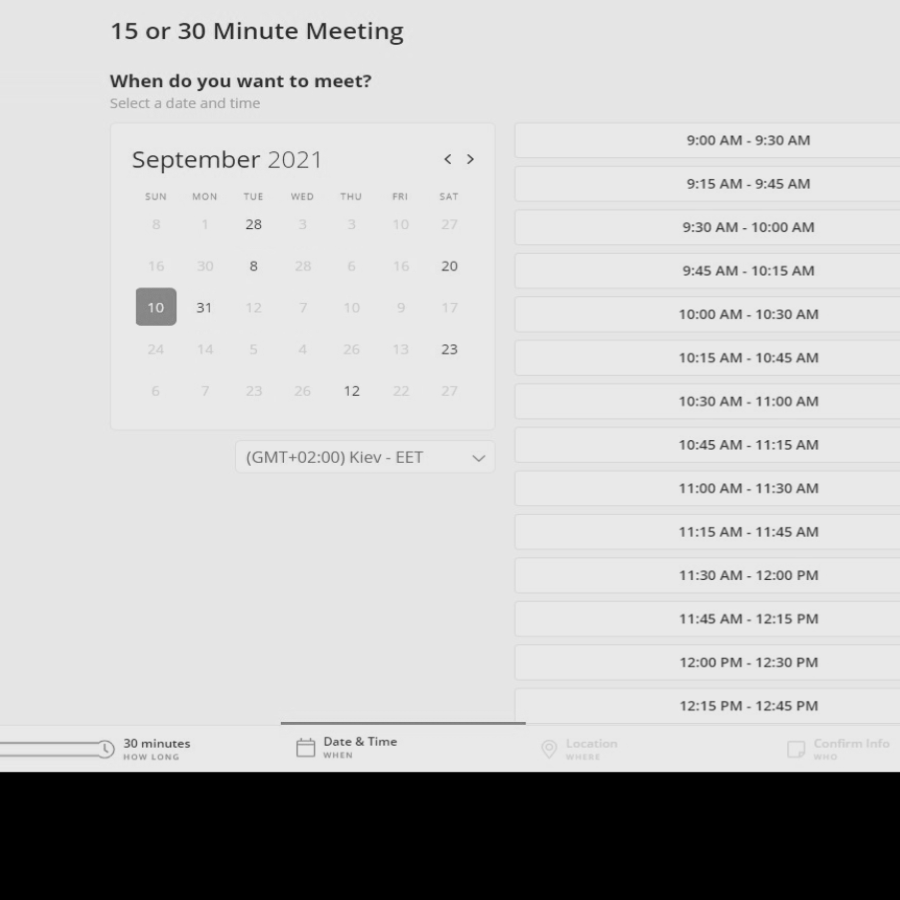 15 or 30 Minute Meeting
When do you want to meet?
Select a date and time
September 2021
< >
SUN MON TUE WED THU FRI SAT
8 1 28 3 3 10 27
16 30 8 28 6 16 20
10 31 12 7 10 9 17
24 14 5 4 26 13 23
6 7 23 26 12 22 27
(GMT+02:00) Kiev - EET
9:00 AM - 9:30 AM
9:15 AM - 9:45 AM
9:30 AM - 10:00 AM
9:45 AM - 10:15 AM
10:00 AM - 10:30 AM
10:15 AM - 10:45 AM
10:30 AM - 11:00 AM
10:45 AM - 11:15 AM
11:00 AM - 11:30 AM
11:15 AM - 11:45 AM
11:30 AM - 12:00 PM
11:45 AM - 12:15 PM
12:00 PM - 12:30 PM
12:15 PM - 12:45 PM
30 minutes
HOW LONG
Date & Time
WHEN
Location
WHERE
Confirm Info
WHO